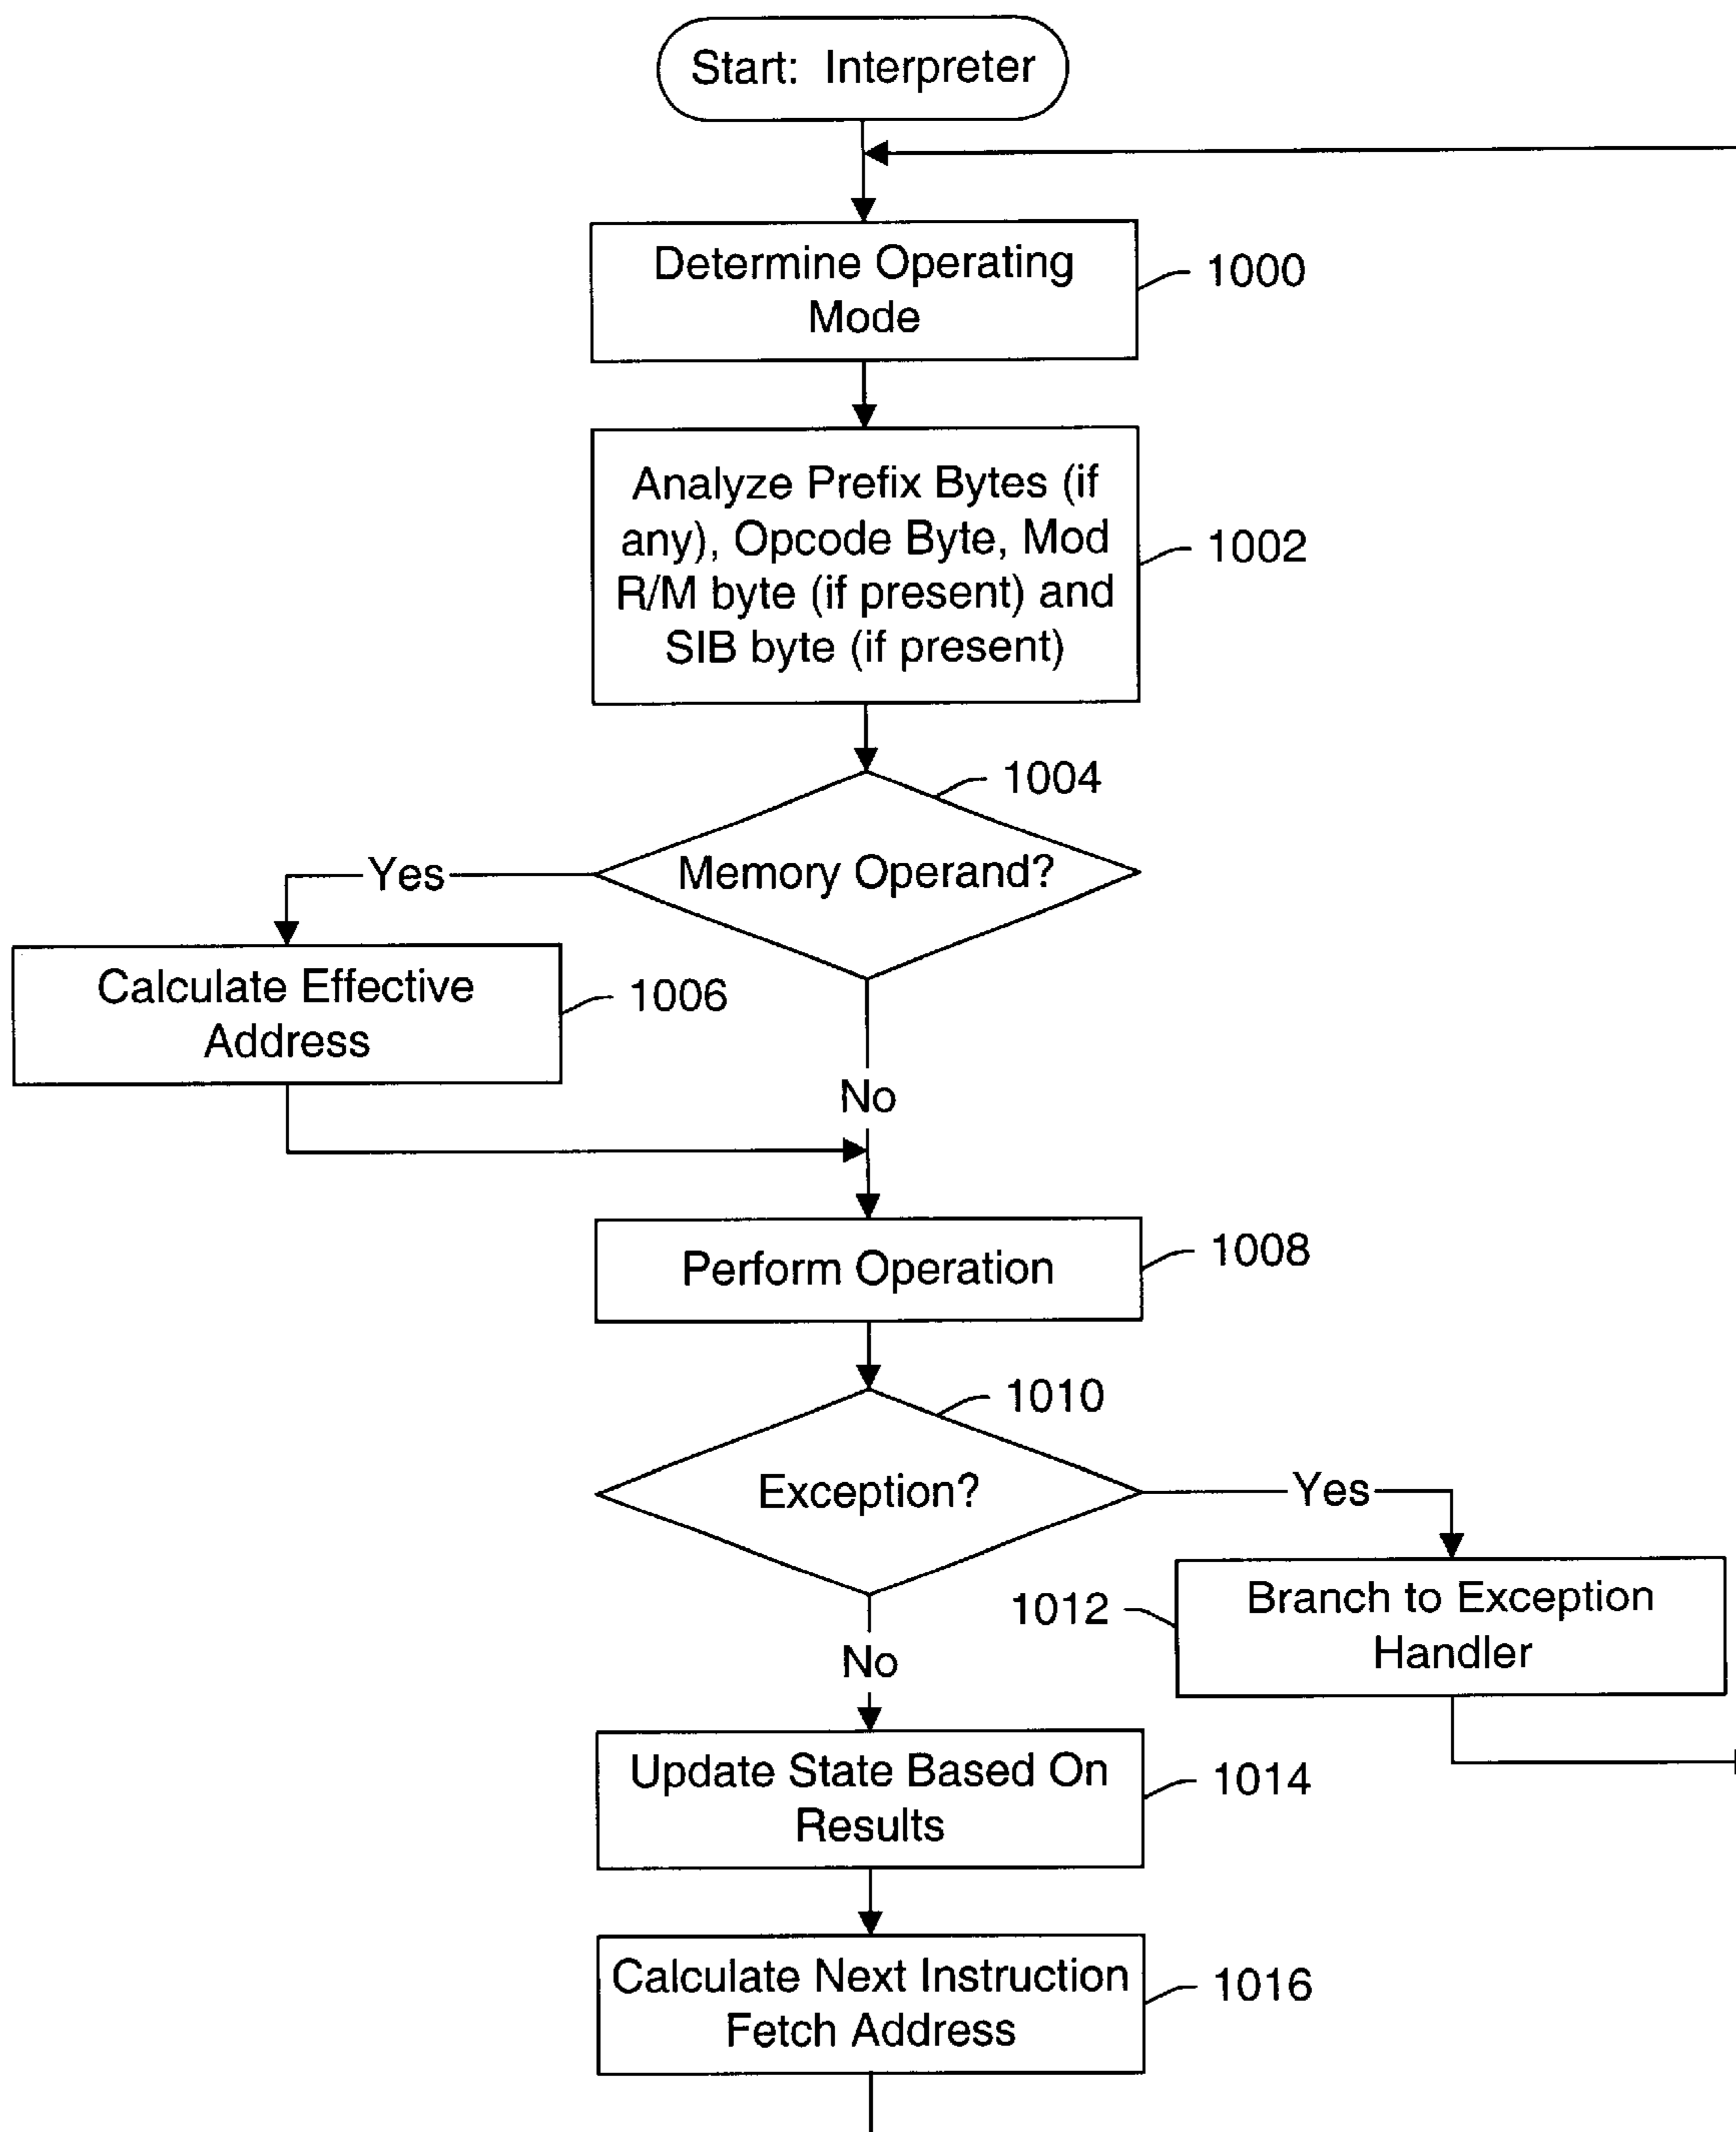 Start: Interpreter
Determine Operating
Mode
1000
Analyze Prefix Bytes (if
any), Opcode Byte, Mod
R/M byte (if present) and
SIB byte (if present)
1002
1004
Memory Operand?
Yes
Calculate Effective
Address
1006
No
Perform Operation
1008
1010
Exception?
Yes
1012
Branch to Exception
Handler
No
Update State Based On
Results
1014
Calculate Next Instruction
Fetch Address
1016